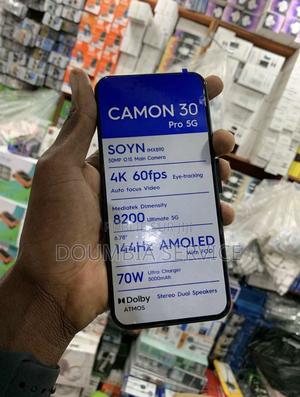 CAMON 30
Pro 5G
SOYN IMX890
50MP OIS Main Camera
4K 60fps Eye-tracking
Auto focus Video
Mediatek Dimensity
8200 Ultimate 5G
DOUMBIA SERVICE
6.78"
144Hz AMOLED
With FOD
70W Ultra Charger
5000mAh
Dolby
ATMOS
Stereo Dual Speakers